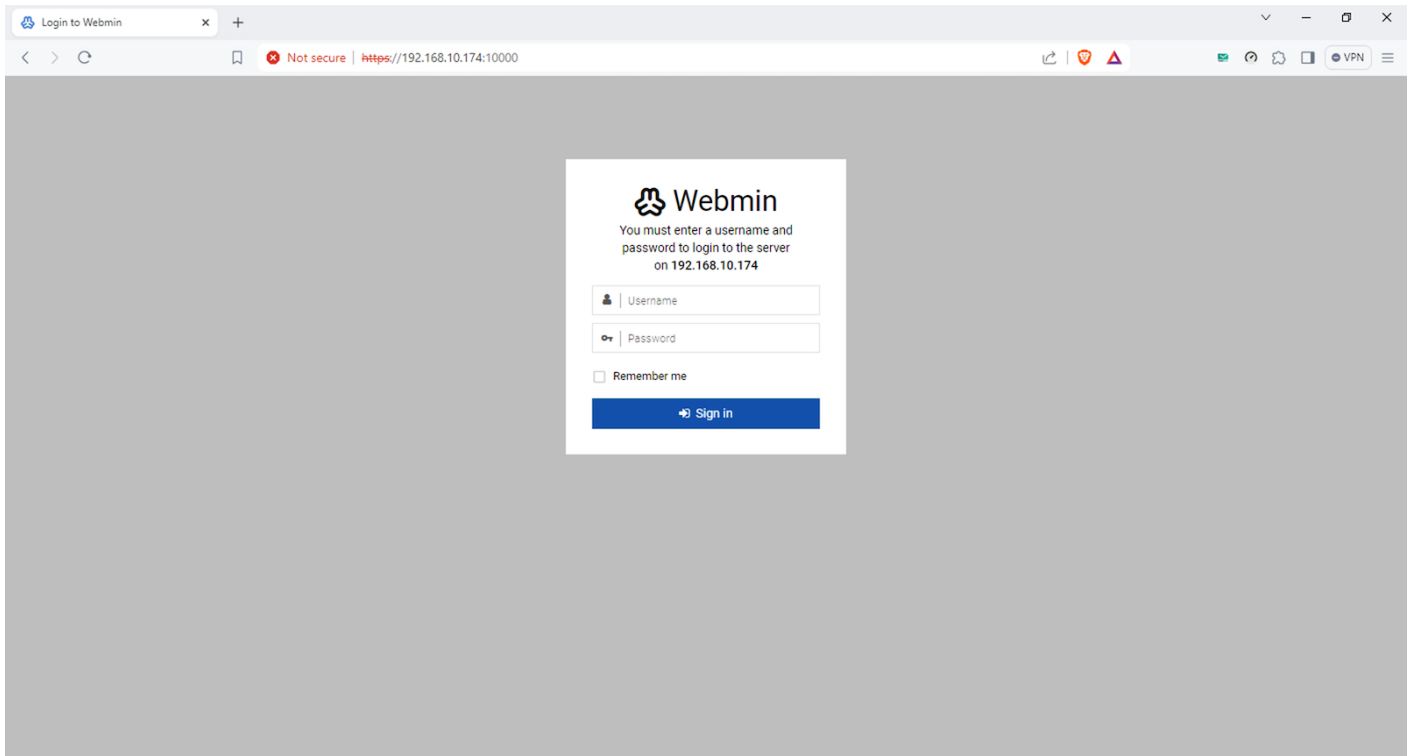 Login to Webmin
Not secure
https://192.168.10.174:10000
VPN
Webmin
You must enter a username and
password to login to the server
on 192.168.10.174
Username
Password
Remember me
Sign in